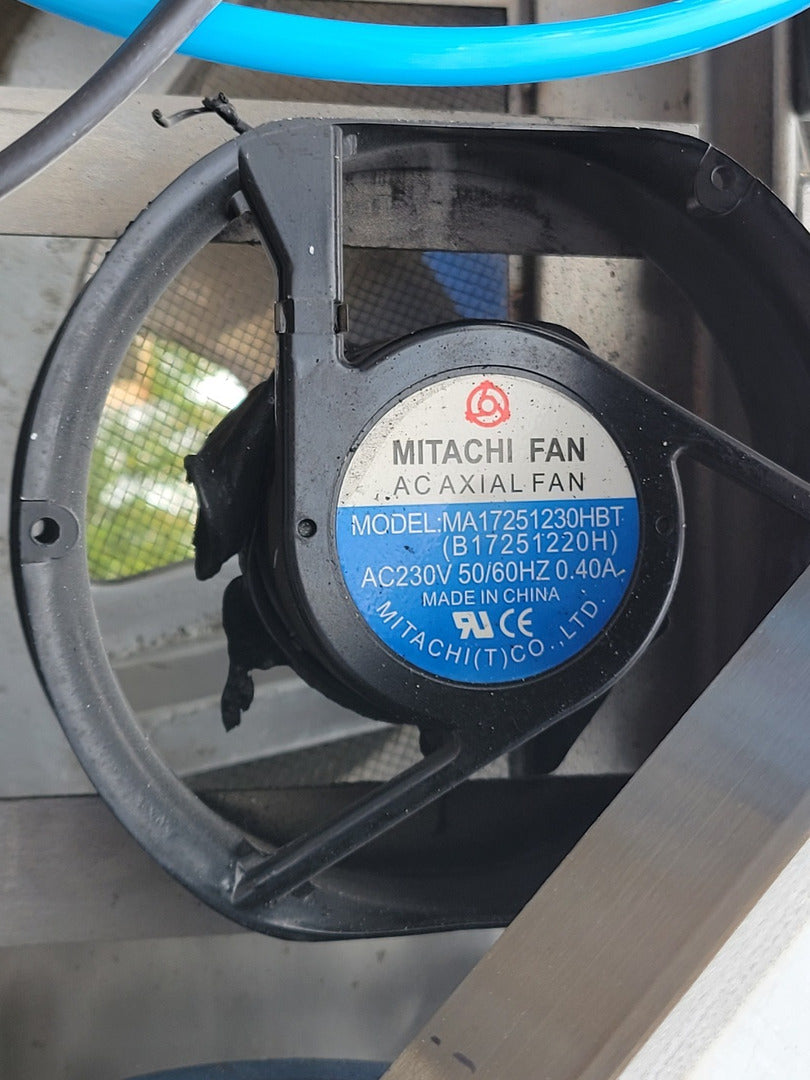 MITACHI FAN
AC AXIAL FAN
MODEL:MA17251230HBT
(B17251220H)
AC230V 50/60HZ 0.40A
MADE IN CHINA
CE
MITACHI(T)CO.,LTD.